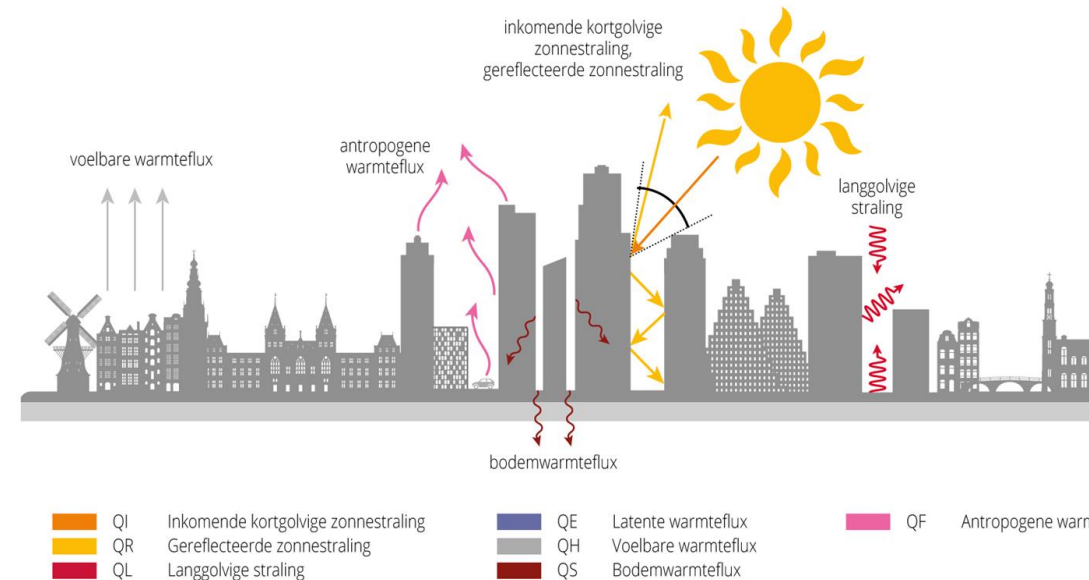 inkomende kortgolvige
zonnestraling,
gereflecteerde zonnestraling
antropogene
warmteflux
voelbare warmteflux
langgolvige
straling
bodemwarmteflux
QI Inkomende kortgolvige zonnestraling
QR Gereflecteerde zonnestraling
QL Langgolvige straling
QE Latente warmteflux
QH Voelbare warmteflux
QS Bodemwarmteflux
QF Antropogene